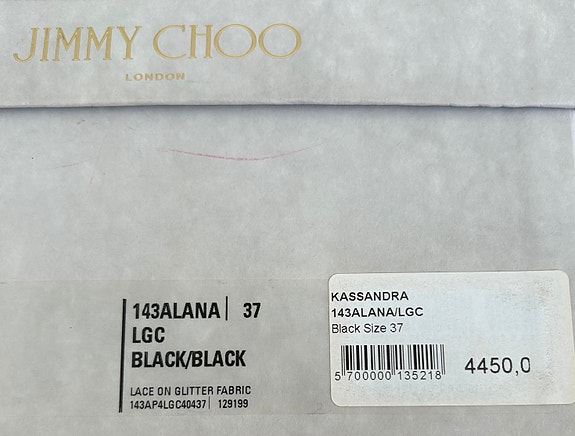 JIMMY CHOO
LONDON
143ALANA 37
LGC
BLACK/BLACK
LACE ON GLITTER FABRIC
143AP4LGC40437 129199
KASSANDRA
143ALANA/LGC
Black Size 37
5 700000 135218
4450,0